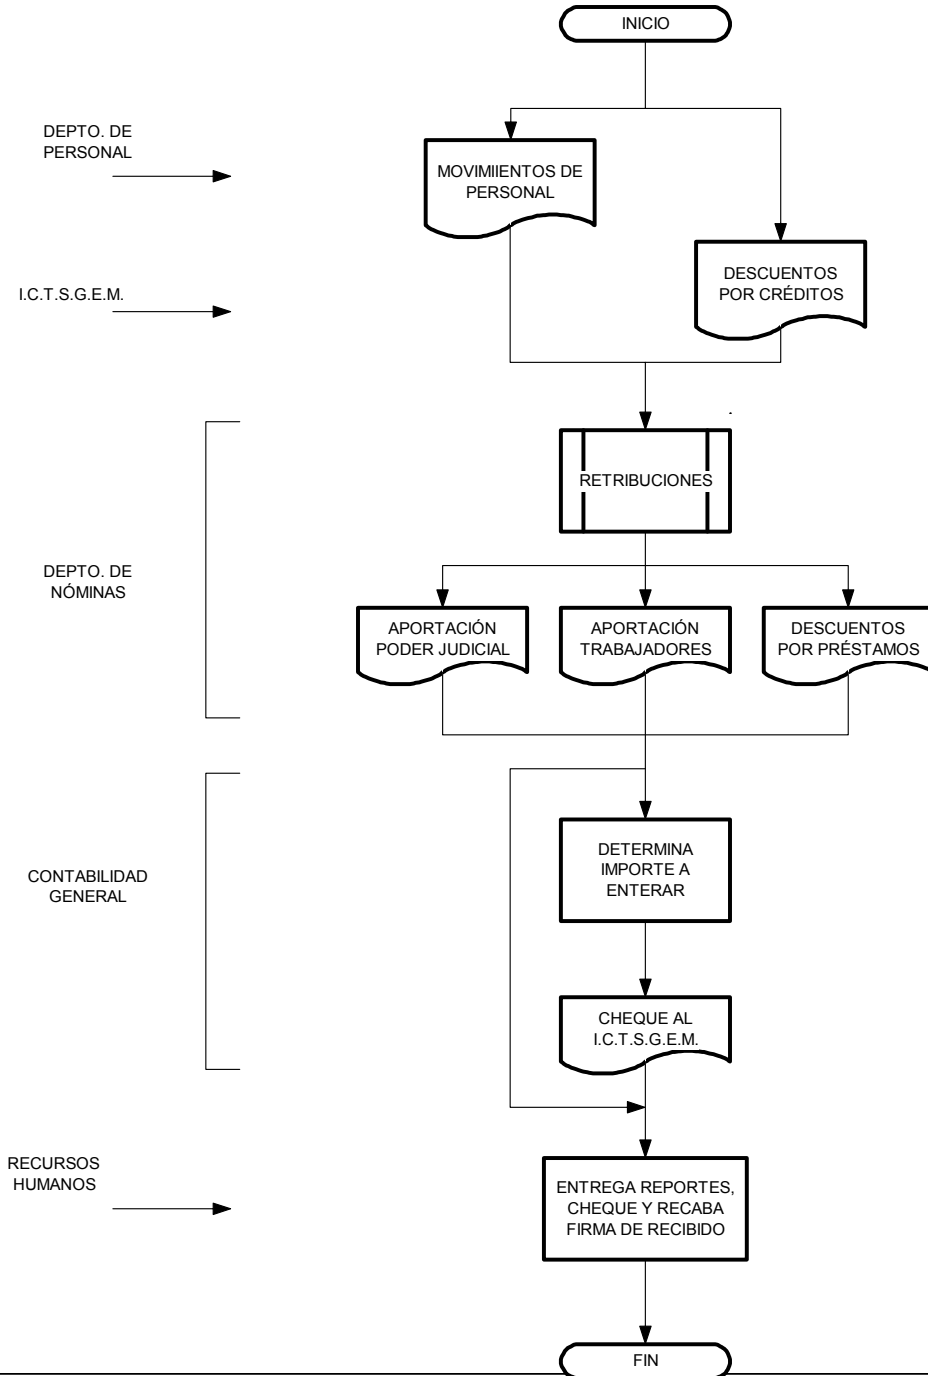 INICIO
DEPTO. DE
PERSONAL
MOVIMIIENTOS DE
PERSONAL
I.C.T.S.G.E.M.
DESCUENTOS
POR CRÉDITOS
RETRIBUCIONES
DEPTO. DE
NÓMINAS
APORTACIÓN
PODER JUDICIAL
APORTACIÓN
TRABAJADORES
DESCUENTOS
POR PRÉSTAMOS
CONTABILIDAD
GENERAL
DETERMINA
IMPORTE A
ENTERAR
CHEQUE AL
I.C.T.S.G.E.M.
RECURSOS
HUMANOS
ENTREGA REPORTES,
CHEQUE Y RECABA
FIRMA DE RECIBIDO
FIN